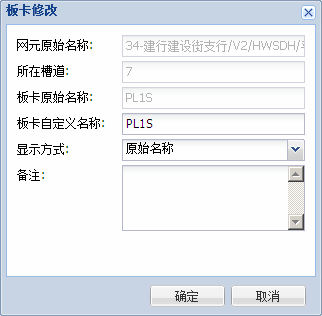 板卡修改
网元原始名称: 34-建行建设街支行/V2/HWSDH/
所在槽道: 7
板卡原始名称: PL1S
板卡自定义名称: PL1S
显示方式: 原始名称
备注:
确定 取消